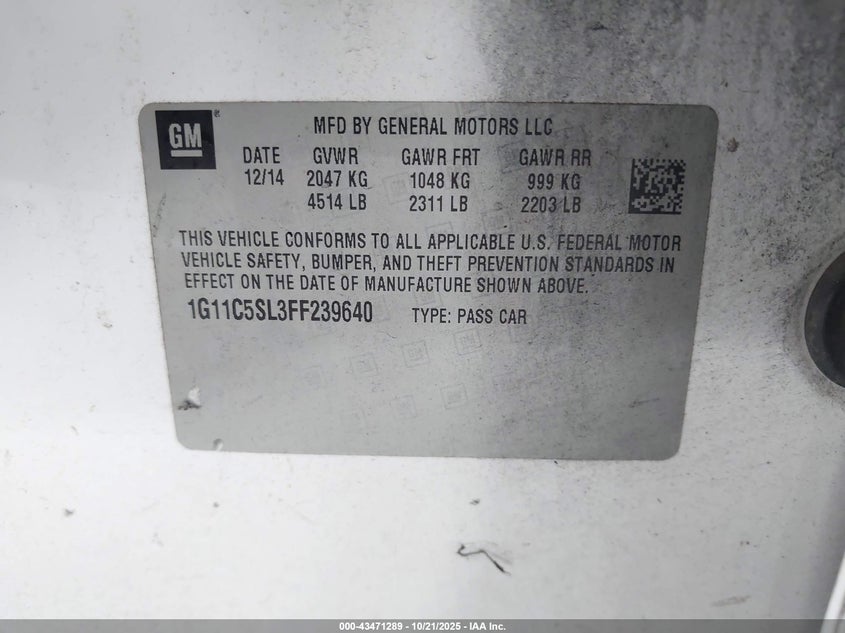 GM ®
MFD BY GENERAL MOTORS LLC
DATE GVWR GAWR FRT GAWR RR
12/14 2047 KG 1048 KG 999 KG
4514 LB 2311 LB 2203 LB
THIS VEHICLE CONFORMS TO ALL APPLICABLE U.S. FEDERAL MOTOR
VEHICLE SAFETY, BUMPER, AND THEFT PREVENTION STANDARDS IN
EFFECT ON THE DATE OF MANUFACTURE SHOWN ABOVE.
1G11C5SL3FF239640 TYPE: PASS CAR
000-43471289 - 10/21/2025 - IAA Inc.